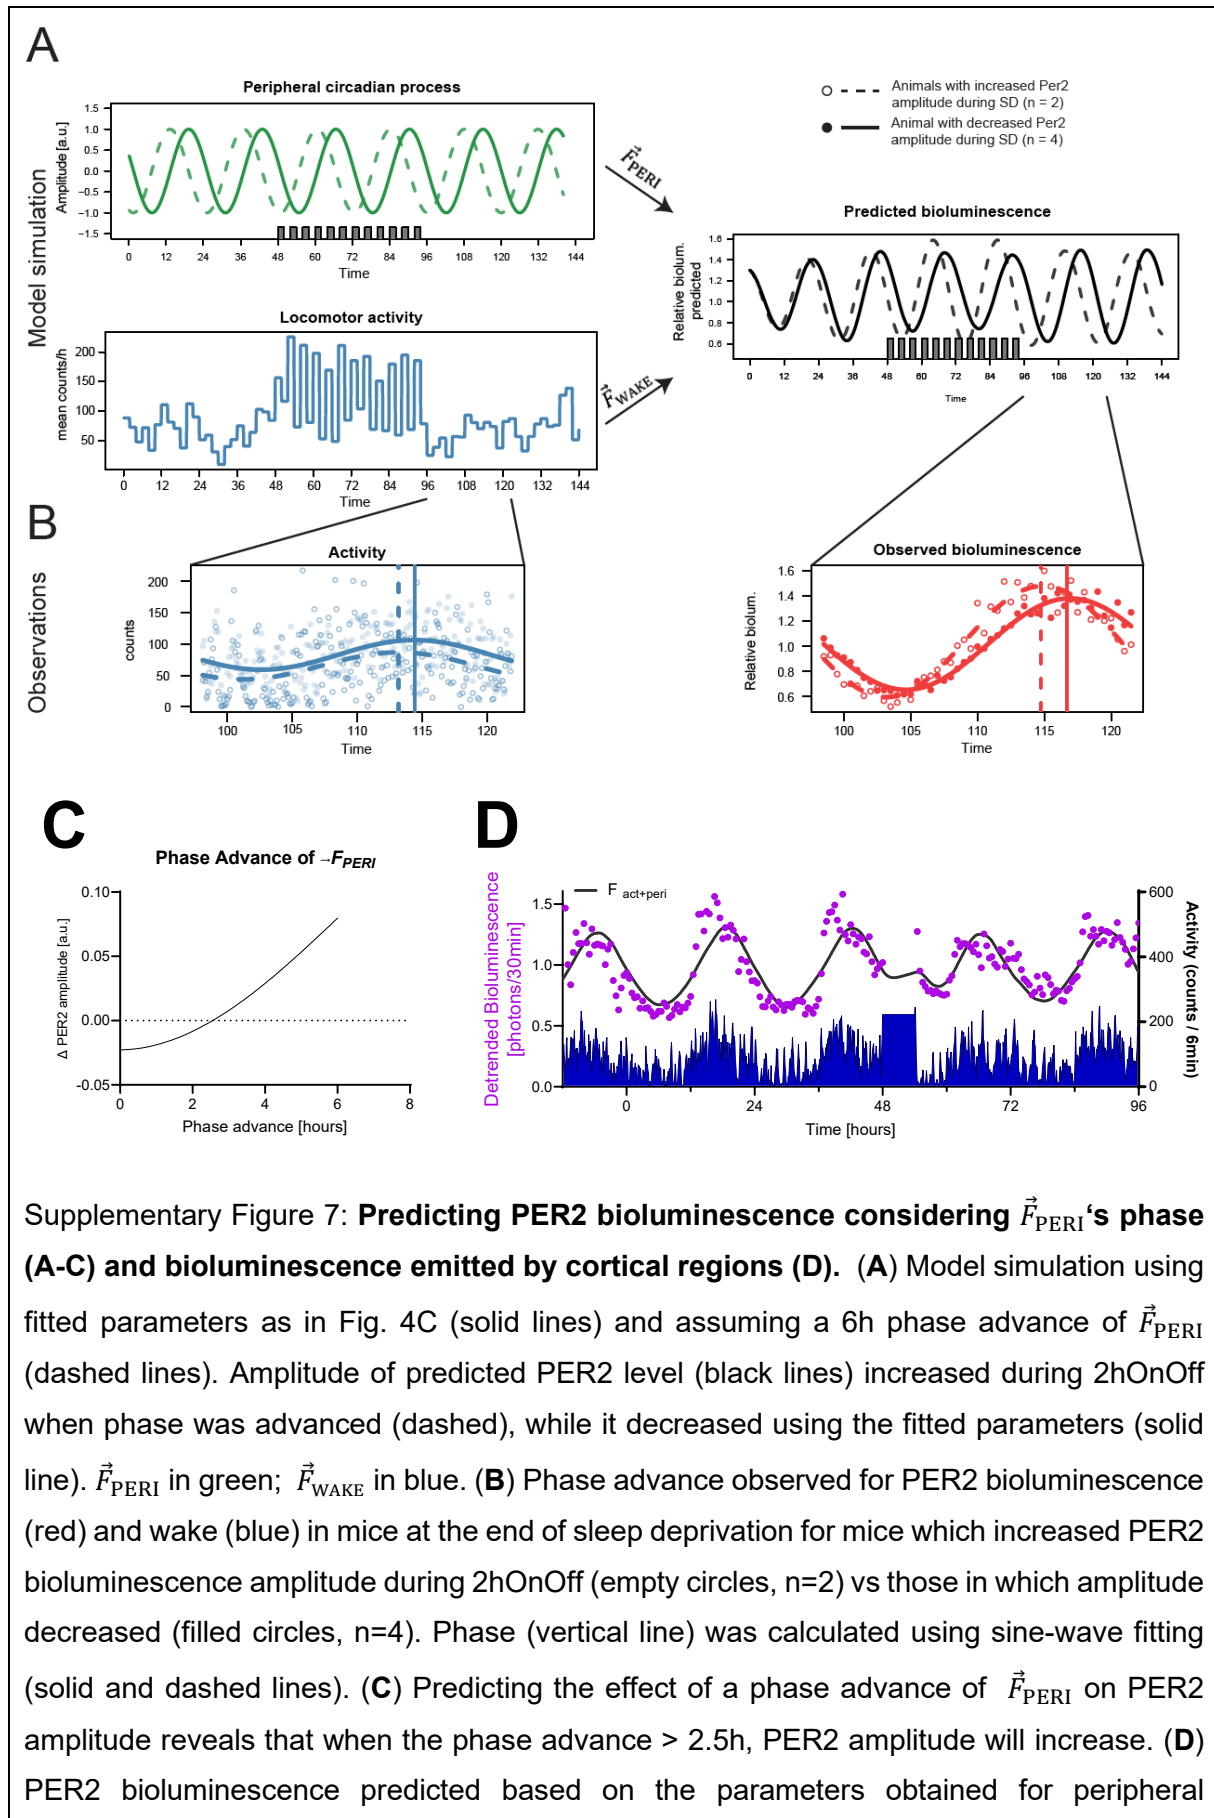 A
Model simulation
Peripheral circadian process
Amplitude [a.u.]
1.5
1.0
0.5
0.0
−0.5
−1.0
−1.5
0 12 24 36 48 60 72 84 96 108 120 132 144
Time
Locomotor activity
mean counts/h
200
150
100
50
0 12 24 36 48 60 72 84 96 108 120 132 144
Time
F⃗PERI
F⃗WAKE
Animals with increased Per2
amplitude during SD (n = 2)
Animal with decreased Per2
amplitude during SD (n = 4)
Predicted bioluminescence
Relative biolum.
predicted
1.6
1.4
1.2
1.0
0.8
0.6
0 12 24 36 48 60 72 84 96 108 120 132 144
Time
B
Observations
Activity
counts
200
150
100
50
0
100 105 110 115 120
Time
Observed bioluminescence
Relative biolum.
1.6
1.4
1.2
1.0
0.8
0.6
100 105 110 115 120
Time
C
Phase Advance of →FPERI
Δ PER2 amplitude [a.u.]
0.10
0.05
0.00
-0.05
0 2 4 6 8
Phase advance [hours]
D
Detrended Bioluminescence
[photons/30min]
1.5
1.0
0.5
0.0
F act+peri
600
400
200
0
Activity (counts / 6min)
0 24 48 72 96
Time [hours]
Supplementary Figure 7: Predicting PER2 bioluminescence considering F⃗PERI‘s phase
(A-C) and bioluminescence emitted by cortical regions (D). (A) Model simulation using
fitted parameters as in Fig. 4C (solid lines) and assuming a 6h phase advance of F⃗PERI
(dashed lines). Amplitude of predicted PER2 level (black lines) increased during 2hOnOff
when phase was advanced (dashed), while it decreased using the fitted parameters (solid
line). F⃗PERI in green; F⃗WAKE in blue. (B) Phase advance observed for PER2 bioluminescence
(red) and wake (blue) in mice at the end of sleep deprivation for mice which increased PER2
bioluminescence amplitude during 2hOnOff (empty circles, n=2) vs those in which amplitude
decreased (filled circles, n=4). Phase (vertical line) was calculated using sine-wave fitting
(solid and dashed lines). (C) Predicting the effect of a phase advance of F⃗PERI on PER2
amplitude reveals that when the phase advance > 2.5h, PER2 amplitude will increase. (D)
PER2 bioluminescence predicted based on the parameters obtained for peripheral